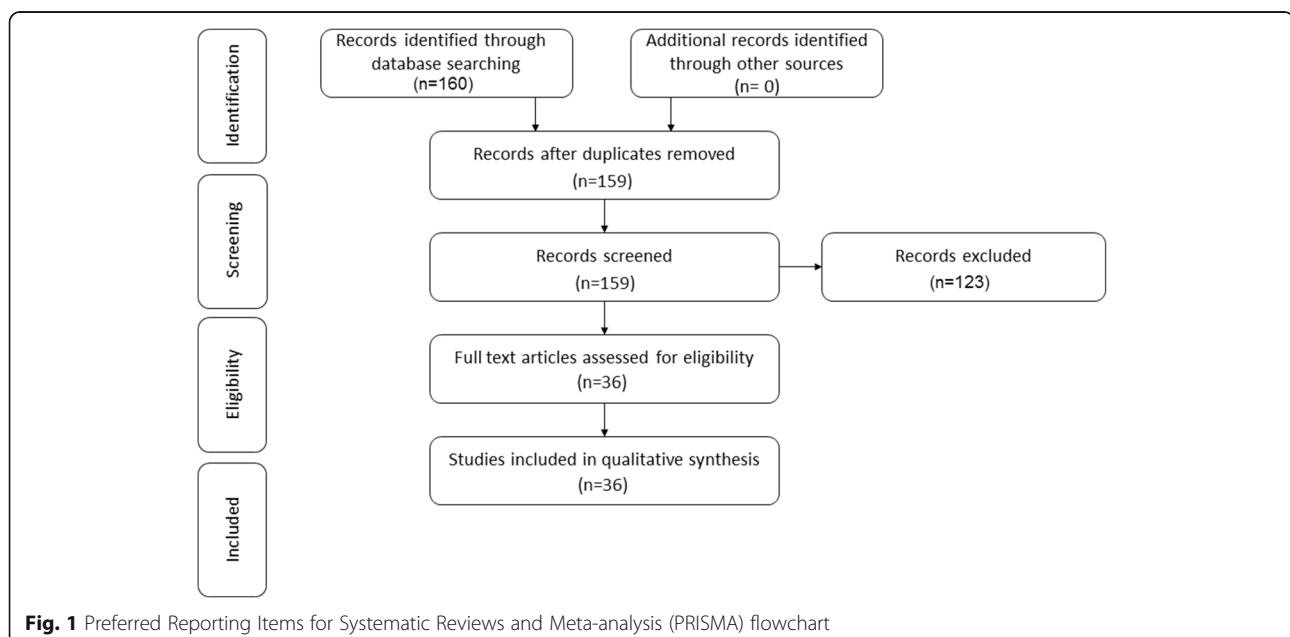 Identification
Records identified through
database searching
(n=160)
Additional records identified
through other sources
(n= 0)
Records after duplicates removed
(n=159)
Screening
Records screened
(n=159)
Records excluded
(n=123)
Eligibility
Full text articles assessed for eligibility
(n=36)
Included
Studies included in qualitative synthesis
(n=36)
Fig. 1 Preferred Reporting Items for Systematic Reviews and Meta-analysis (PRISMA) flowchart